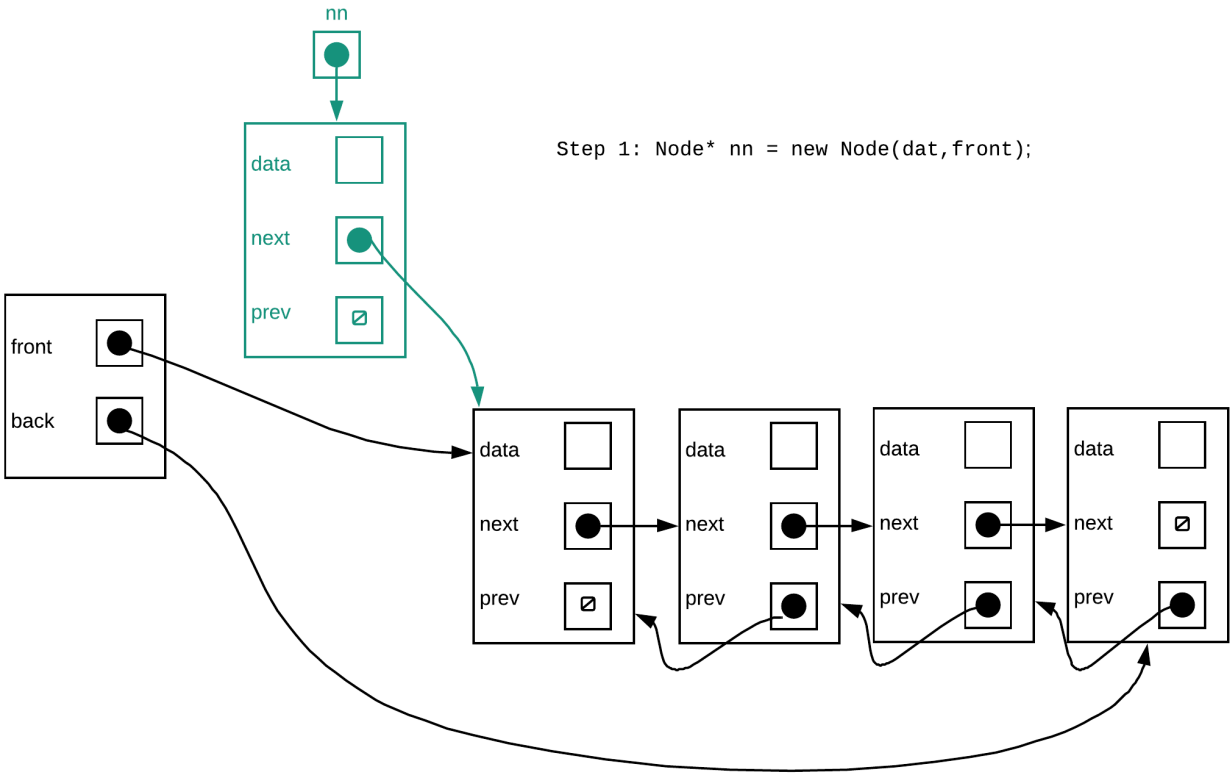 nn
data
next
prev
Step 1: Node* nn = new Node(dat,front);
front
back
data
next
prev
data
next
prev
data
next
prev
data
next
prev